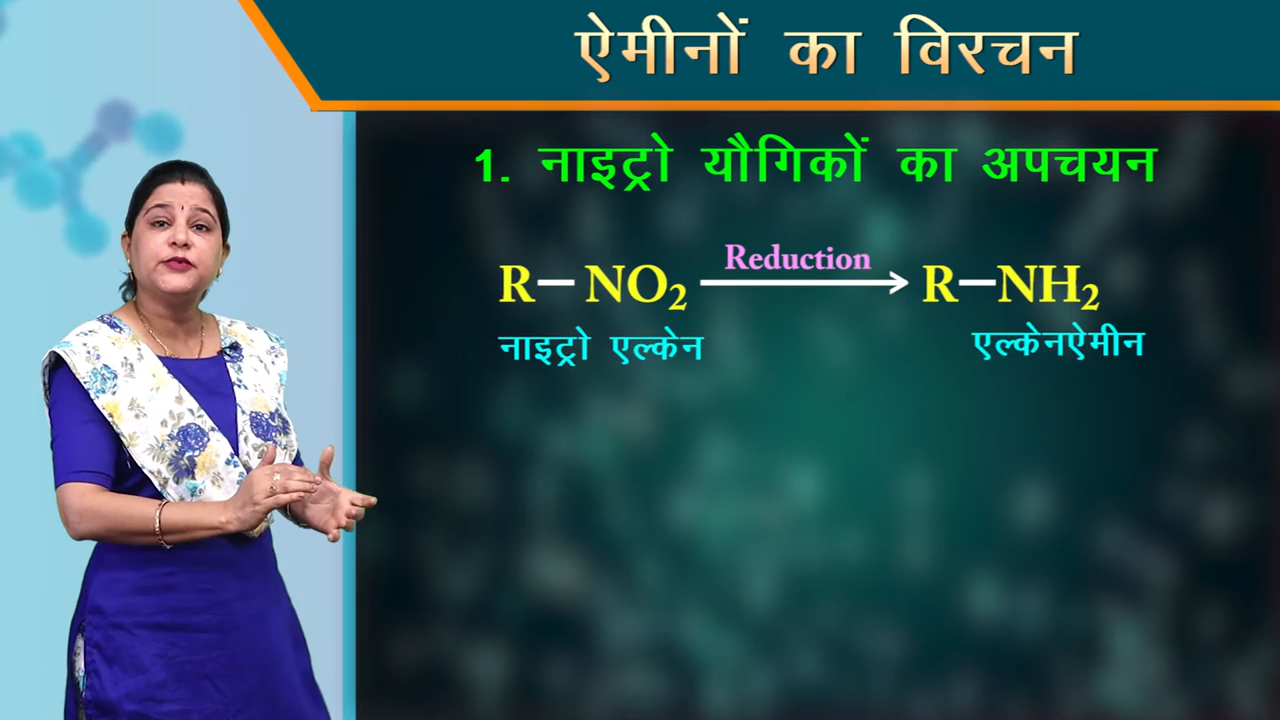 ऐमीनों का विरचन
1. नाइट्रो यौगिकों का अपचयन
Reduction
R–NO₂ ⟶ R–NH₂
नाइट्रो एल्केन एल्केनऐमीन